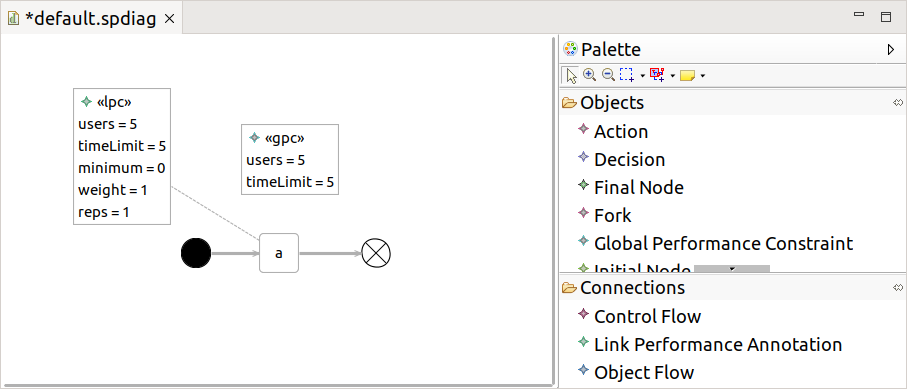 *default.spdiag
«lpc»
users = 5
timeLimit = 5
minimum = 0
weight = 1
reps = 1
«gpc»
users = 5
timeLimit = 5
a
Palette
Objects
Action
Decision
Final Node
Fork
Global Performance Constraint
Initial Node
Connections
Control Flow
Link Performance Annotation
Object Flow